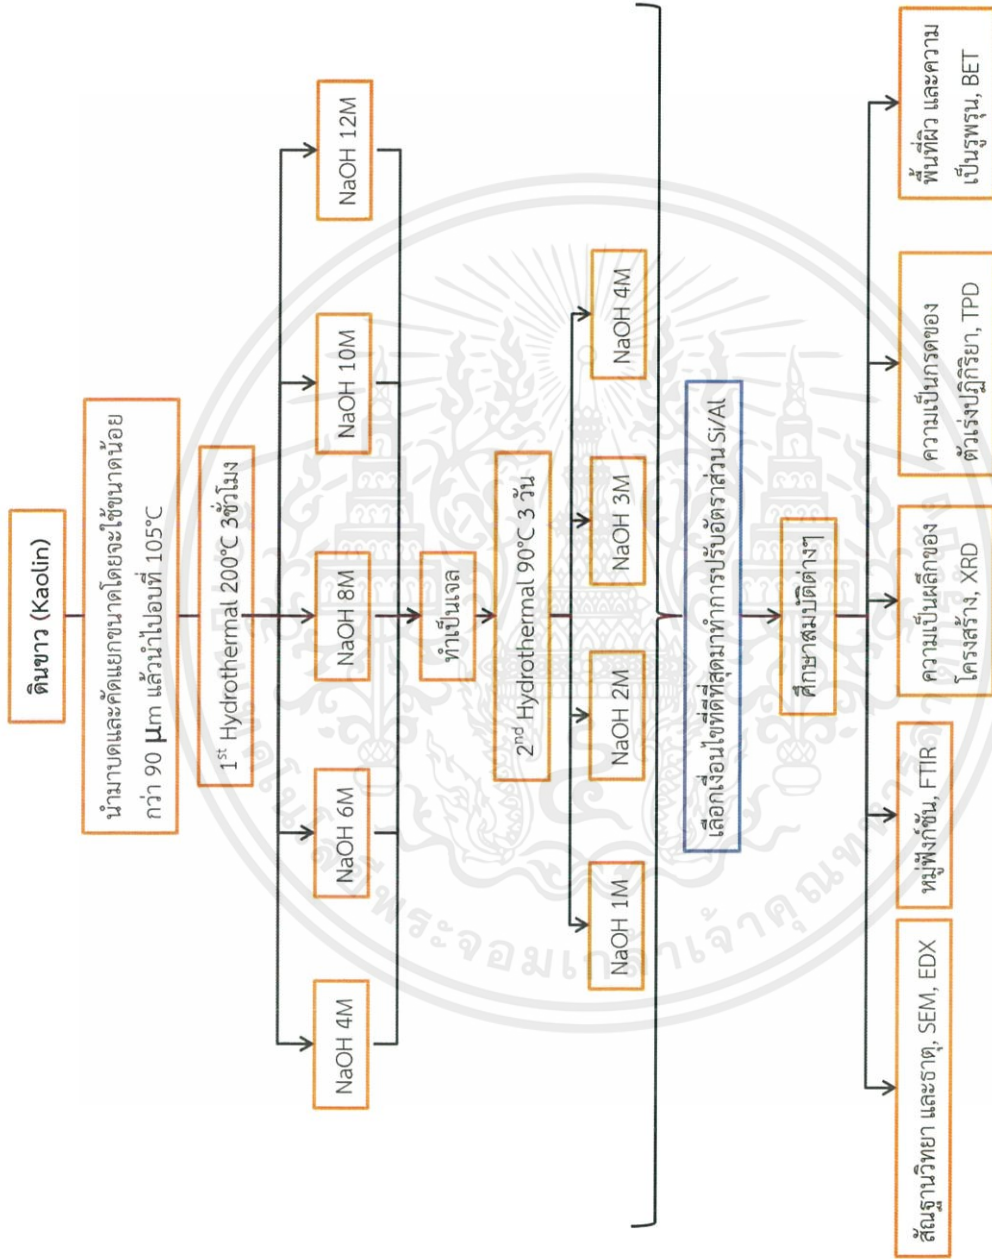 ดินขาว (Kaolin)
นำมาบดและคัดแยกขนาดโดยจะใช้ขนาดน้อย
กว่า 90 μm แล้วนำไปอบที่ 105°C
1st Hydrothermal 200°C 3ชั่วโมง
NaOH 4M
NaOH 6M
NaOH 8M
NaOH 10M
NaOH 12M
ทำเป็นเจล
2nd Hydrothermal 90°C 3 วัน
NaOH 1M
NaOH 2M
NaOH 3M
NaOH 4M
เลือกเงื่อนไขที่ดีที่สุดมาทำการปรับอัตราส่วน Si/Al
ศึกษาสมบัติต่างๆ
สัณฐานวิทยา และธาตุ, SEM, EDX
หมู่ฟังก์ชัน, FTIR
ความเป็นผลึกของ
โครงสร้าง, XRD
ความเป็นกรดของ
ตัวเร่งปฏิกิริยา, TPD
พื้นที่ผิว และความ
เป็นรูพรุน, BET